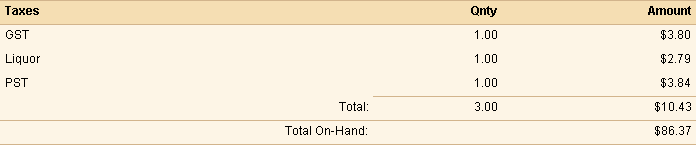 Taxes Qnty Amount
GST 1.00 $3.80
Liquor 1.00 $2.79
PST 1.00 $3.84
Total: 3.00 $10.43
Total On-Hand: $86.37